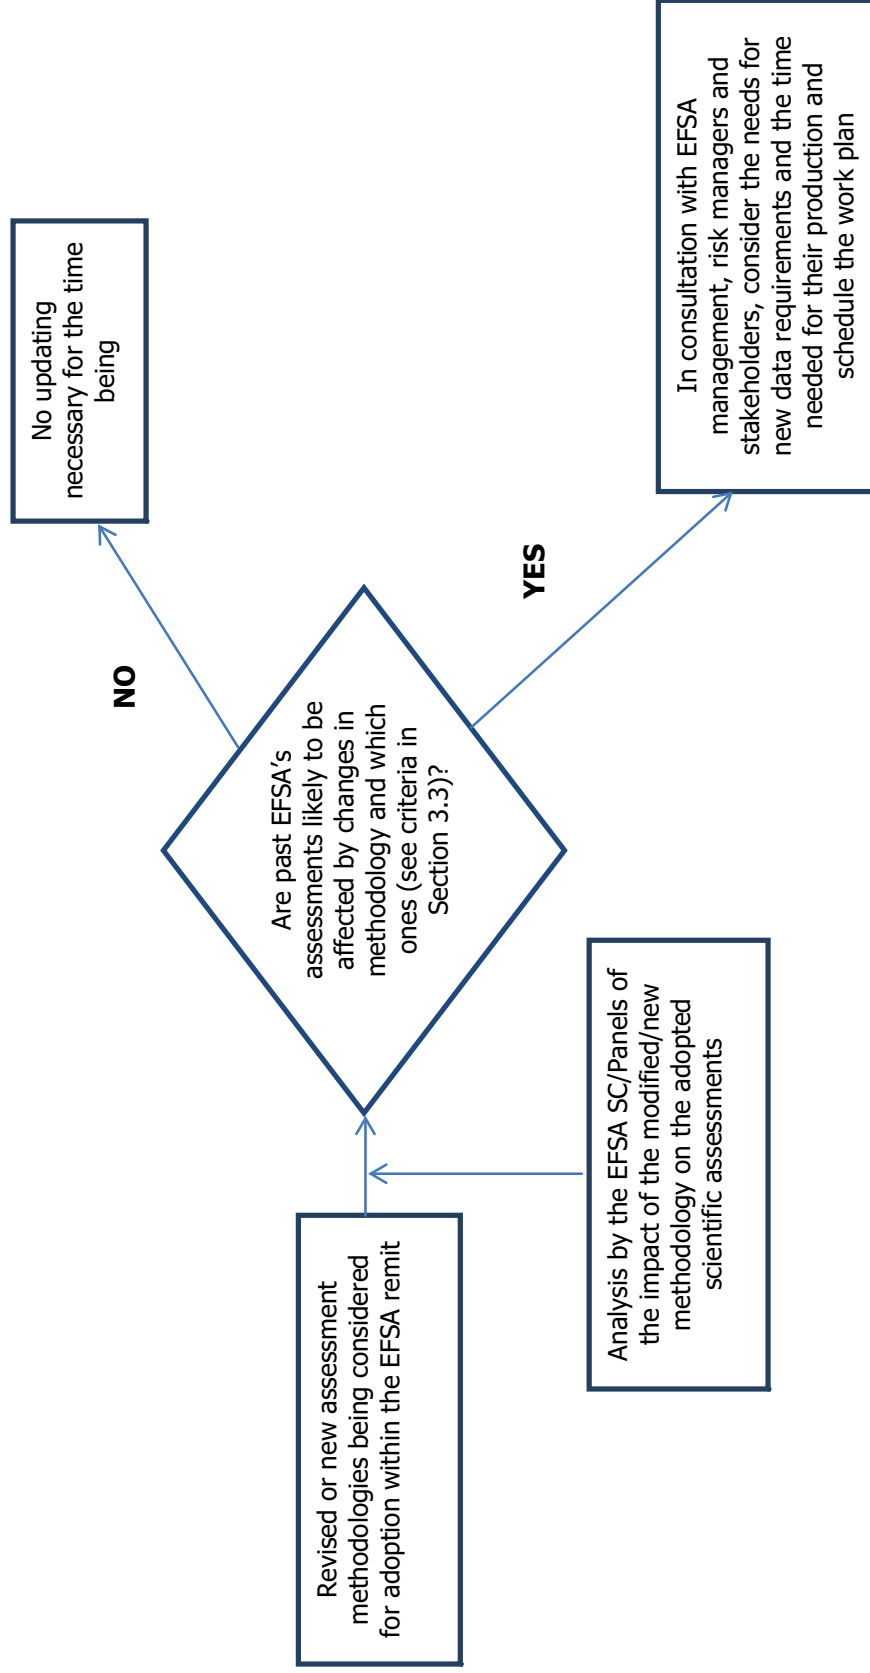 Revised or new assessment
methodologies being considered
for adoption within the EFSA remit
Analysis by the EFSA SC/Panels of
the impact of the modified/new
methodology on the adopted
scientific assessments
Are past EFSA’s
assessments likely to be
affected by changes in
methodology and which
ones (see criteria in
Section 3.3)?
NO
No updating
necessary for the time
being
YES
In consultation with EFSA
management, risk managers and
stakeholders, consider the needs for
new data requirements and the time
needed for their production and
schedule the work plan